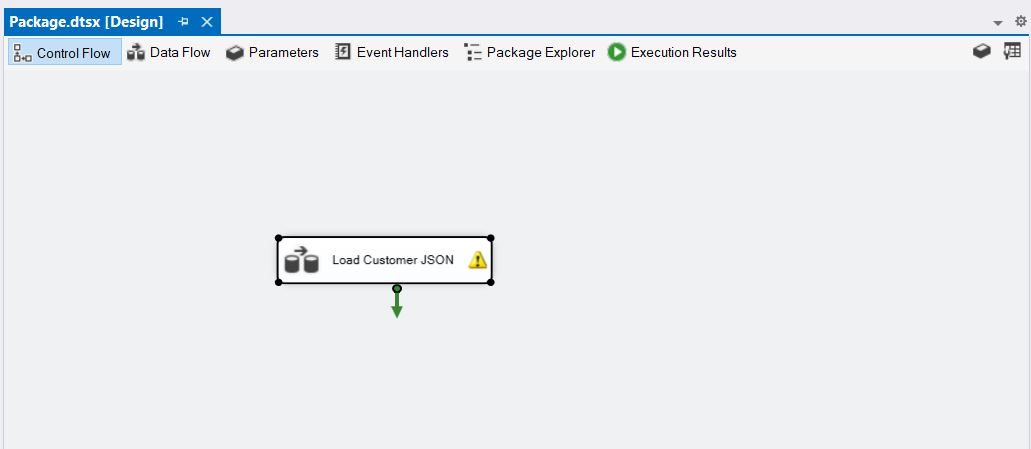 Package.dtsx [Design]
Control Flow Data Flow Parameters Event Handlers Package Explorer Execution Results
Load Customer JSON